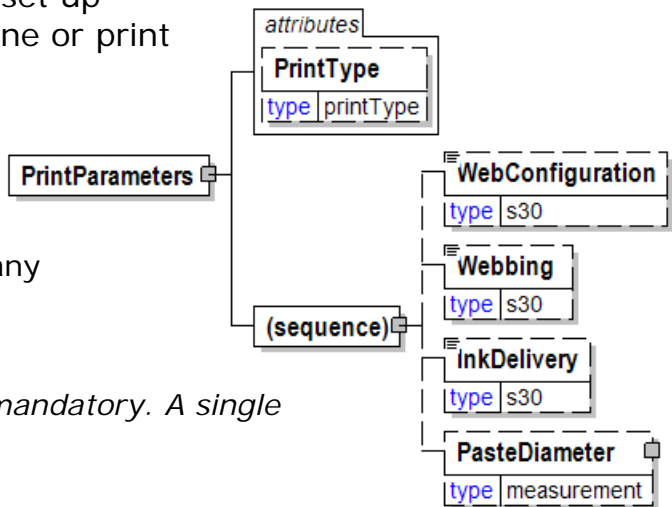 set up
ne or print
any
mandatory. A single
attributes
PrintType
type printType
PrintParameters
(sequence)
WebConfiguration
type s30
Webbing
type s30
InkDelivery
type s30
PasteDiameter
type measurement